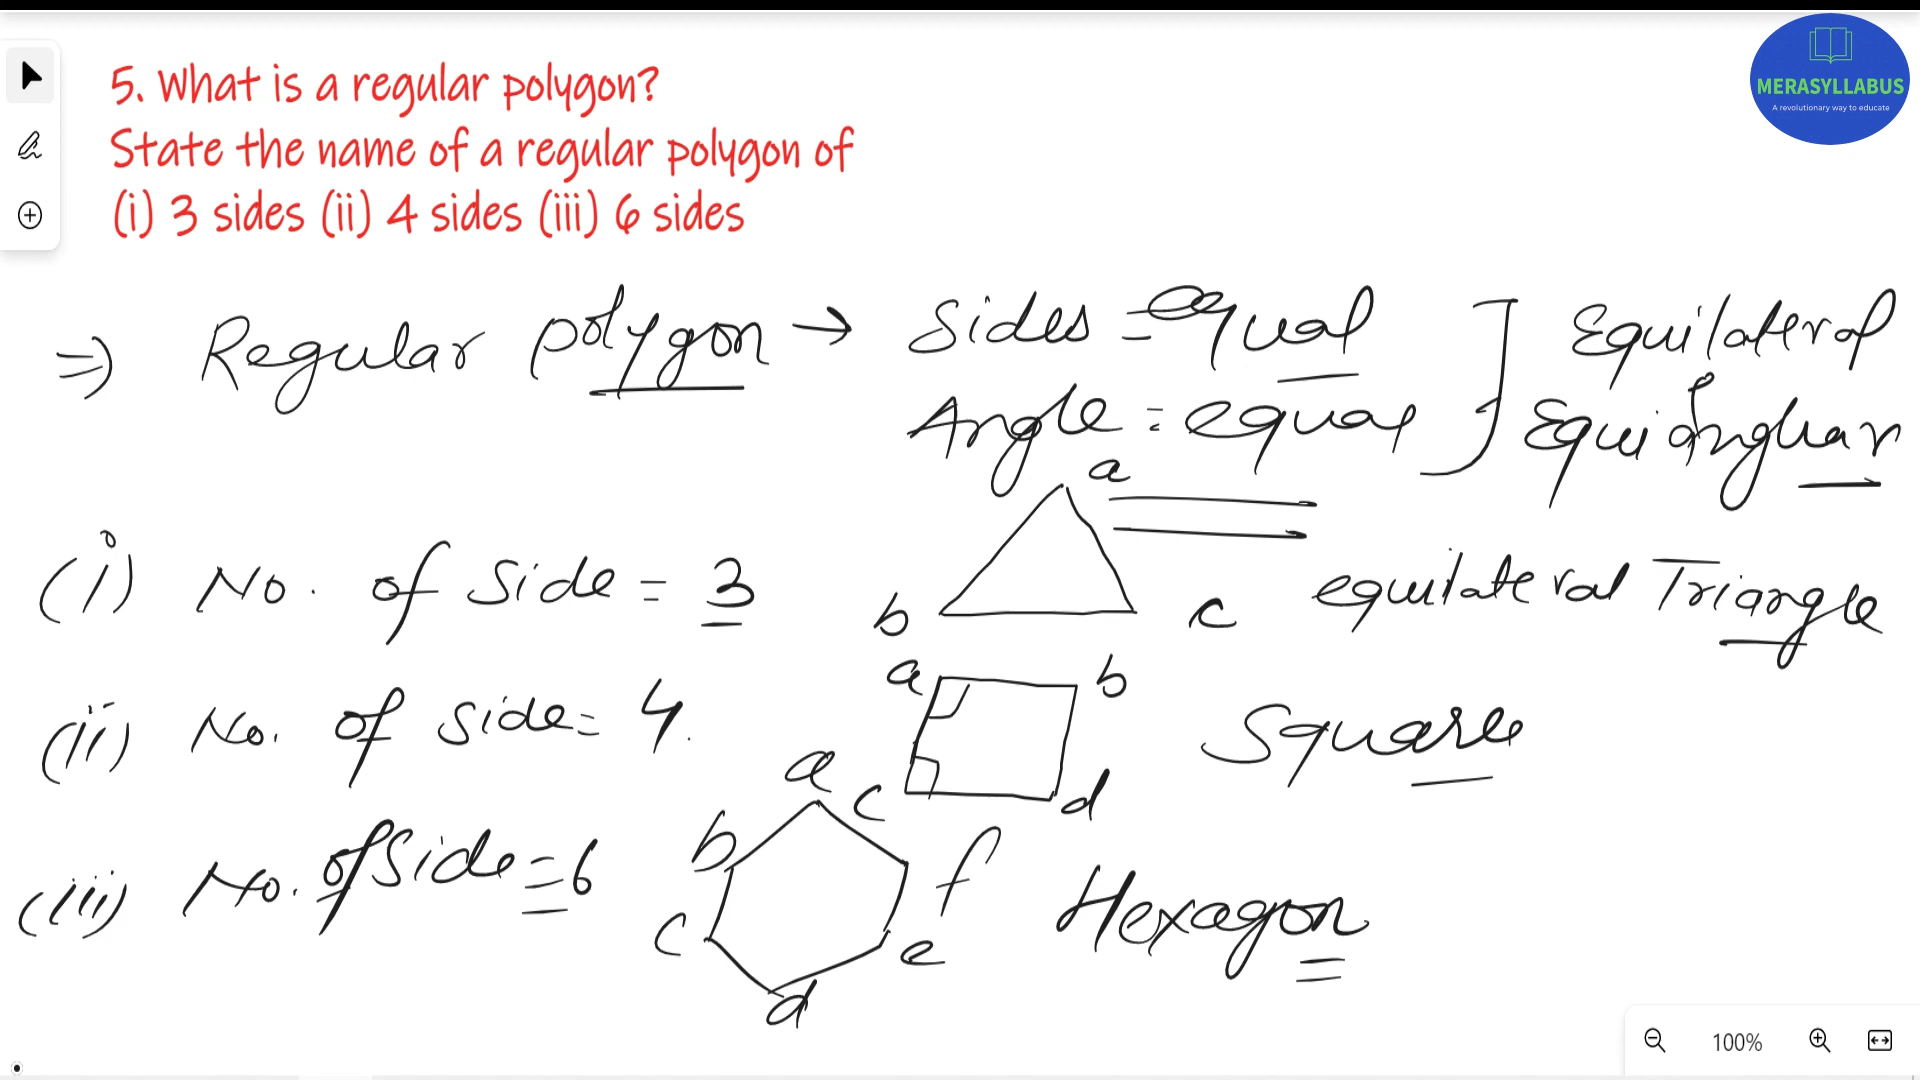 5. What is a regular polygon?
State the name of a regular polygon of
(i) 3 sides (ii) 4 sides (iii) 6 sides
MERASYLLABUS
A revolutionary way to educate
⇒ Regular polygon → Sides = equal ] Equilateral
Angle = equal Equiangular
a
b c
(i) No. of side = 3 equilateral Triangle
a b
c d
(ii) No. of side = 4. Square
a
b f
c e
d
(iii) No. of side = 6 Hexagon
100%